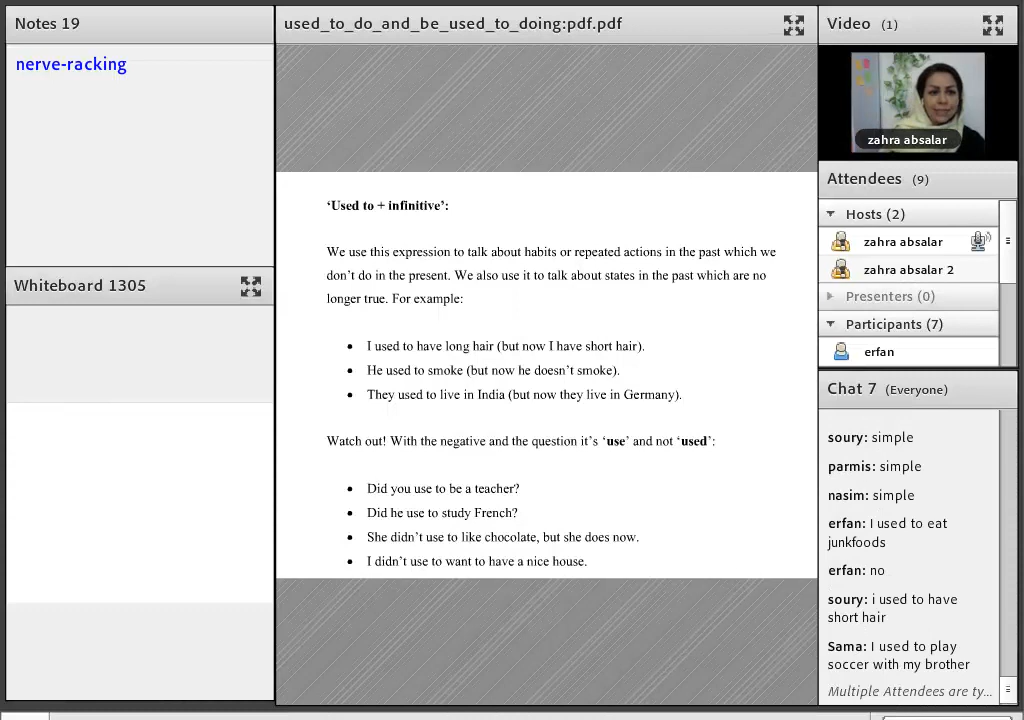 Notes 19
nerve-racking
Whiteboard 1305
used_to_do_and_be_used_to_doing:pdf.pdf
‘Used to + infinitive’:
We use this expression to talk about habits or repeated actions in the past which we
don’t do in the present. We also use it to talk about states in the past which are no
longer true. For example:
• I used to have long hair (but now I have short hair).
• He used to smoke (but now he doesn’t smoke).
• They used to live in India (but now they live in Germany).
Watch out! With the negative and the question it’s ‘use’ and not ‘used’:
• Did you use to be a teacher?
• Did he use to study French?
• She didn’t use to like chocolate, but she does now.
• I didn’t use to want to have a nice house.
Video (1)
zahra absalar
Attendees (9)
Hosts (2)
zahra absalar
zahra absalar 2
Presenters (0)
Participants (7)
erfan
Chat 7 (Everyone)
soury: simple
parmis: simple
nasim: simple
erfan: I used to eat
junkfoods
erfan: no
soury: i used to have
short hair
Sama: I used to play
soccer with my brother
Multiple Attendees are ty...